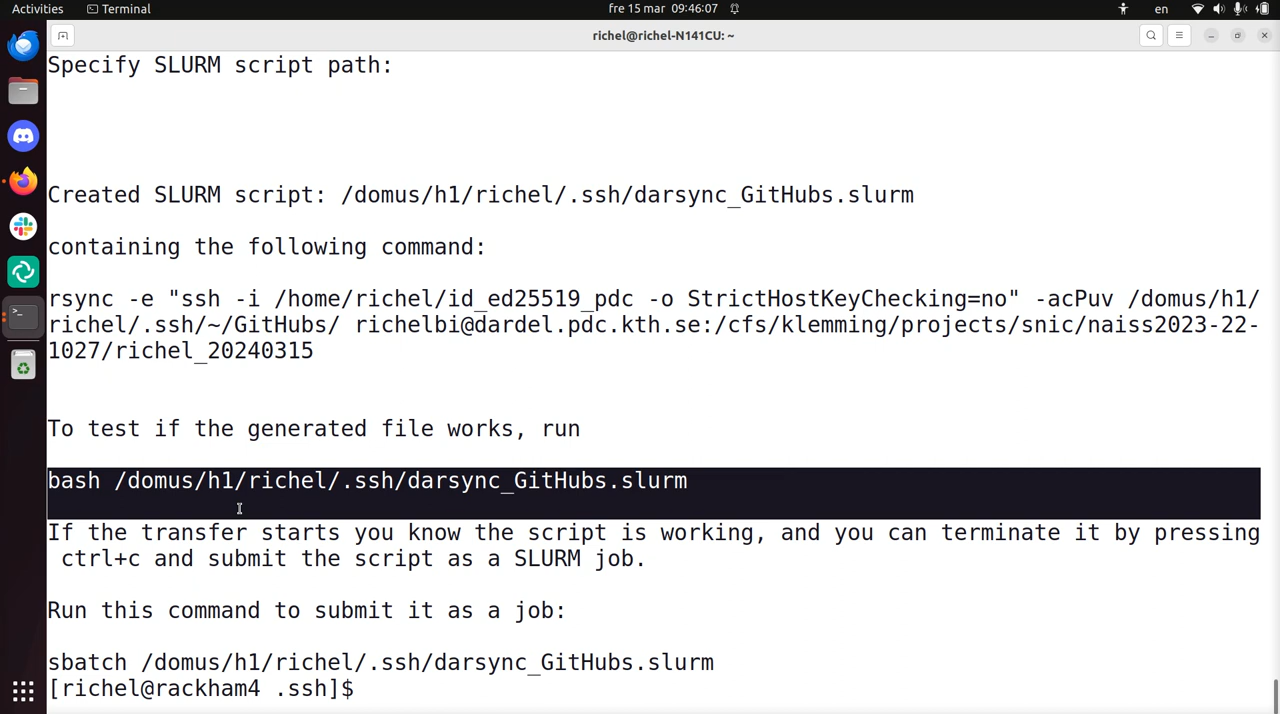 Activities
Terminal
fre 15 mar 09:46:07
en
richel@richel-N141CU: ~
Specify SLURM script path:
Created SLURM script: /domus/h1/richel/.ssh/darsync_GitHubs.slurm
containing the following command:
rsync -e "ssh -i /home/richel/id_ed25519_pdc -o StrictHostKeyChecking=no" -acPuv /domus/h1/
richel/.ssh/~/GitHubs/ richelbi@dardel.pdc.kth.se:/cfs/klemming/projects/snic/naiss2023-22-
1027/richel_20240315
To test if the generated file works, run
bash /domus/h1/richel/.ssh/darsync_GitHubs.slurm
If the transfer starts you know the script is working, and you can terminate it by pressing
ctrl+c and submit the script as a SLURM job.
Run this command to submit it as a job:
sbatch /domus/h1/richel/.ssh/darsync_GitHubs.slurm
[richel@rackham4 .ssh]$